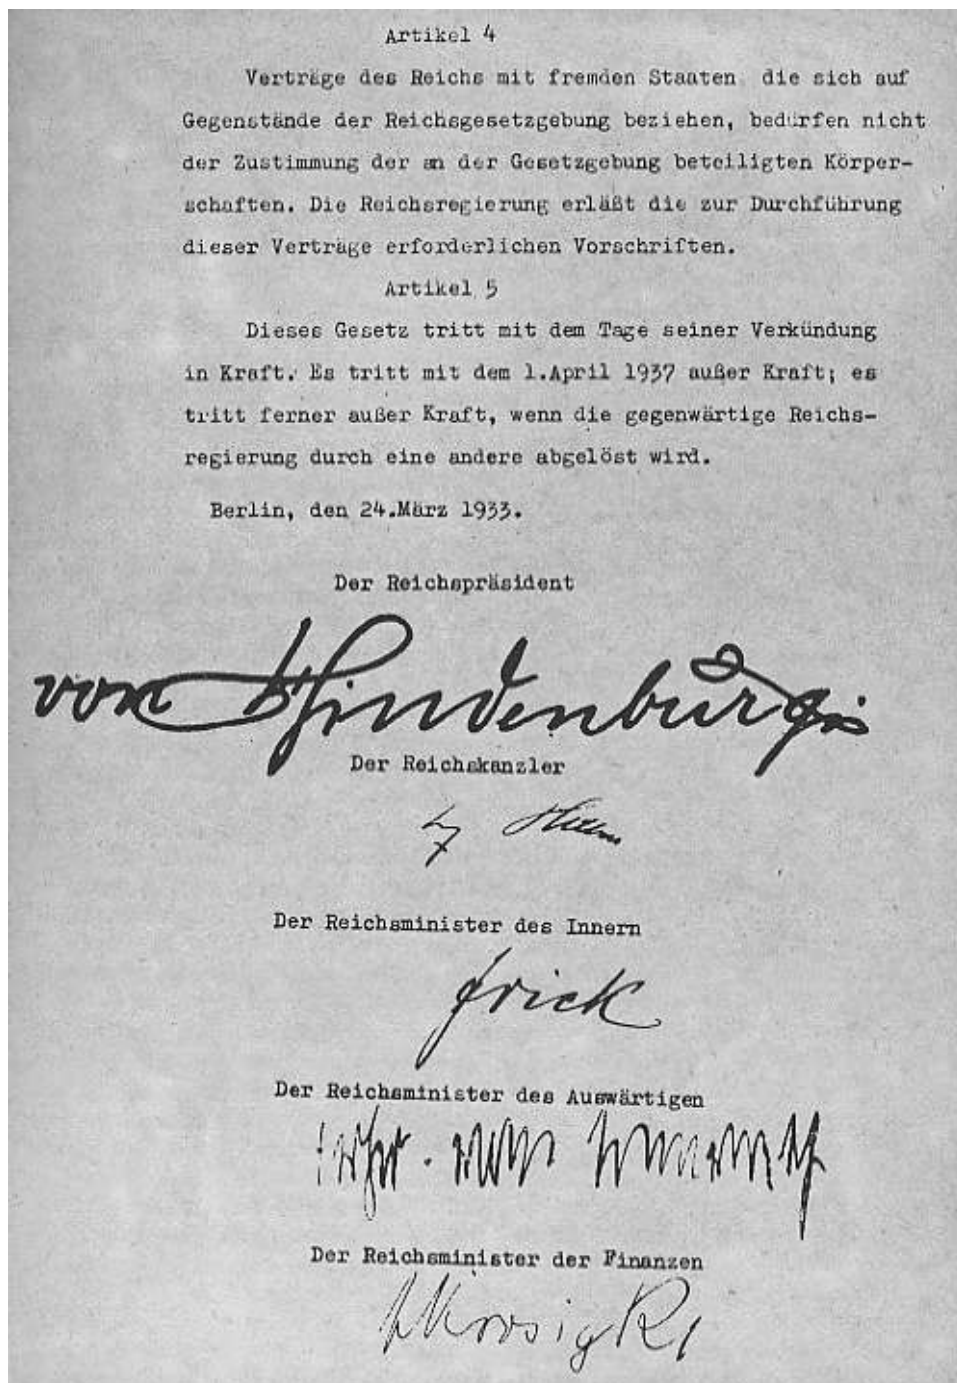 Artikel 4
Verträge des Reichs mit fremden Staaten die sich auf
Gegenstände der Reichsgesetzgebung beziehen, bedürfen nicht
der Zustimmung der an der Gesetzgebung beteiligten Körper-
schaften. Die Reichsregierung erläßt die zur Durchführung
dieser Verträge erforderlichen Vorschriften.
Artikel 5
Dieses Gesetz tritt mit dem Tage seiner Verkündung
in Kraft. Es tritt mit dem 1.April 1937 außer Kraft; es
tritt ferner außer Kraft, wenn die gegenwärtige Reichs-
regierung durch eine andere abgelöst wird.
Berlin, den 24.März 1933.
Der Reichspräsident
von Hindenburg
Der Reichskanzler
Hitler
Der Reichsminister des Innern
Frick
Der Reichsminister des Auswärtigen
Frhr. von Neurath
Der Reichsminister der Finanzen
Krosigk